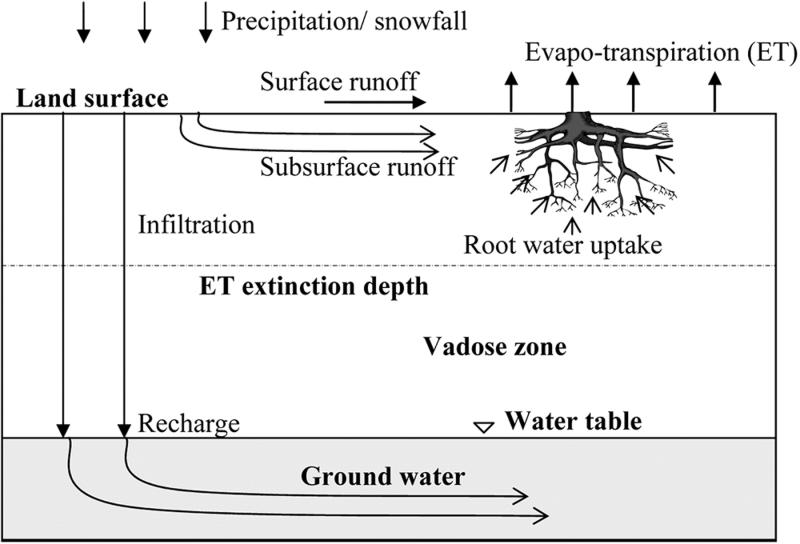 Precipitation/ snowfall
Evapo-transpiration (ET)
Surface runoff
Land surface
Subsurface runoff
Infiltration
Root water uptake
ET extinction depth
Vadose zone
Recharge
Water table
Ground water